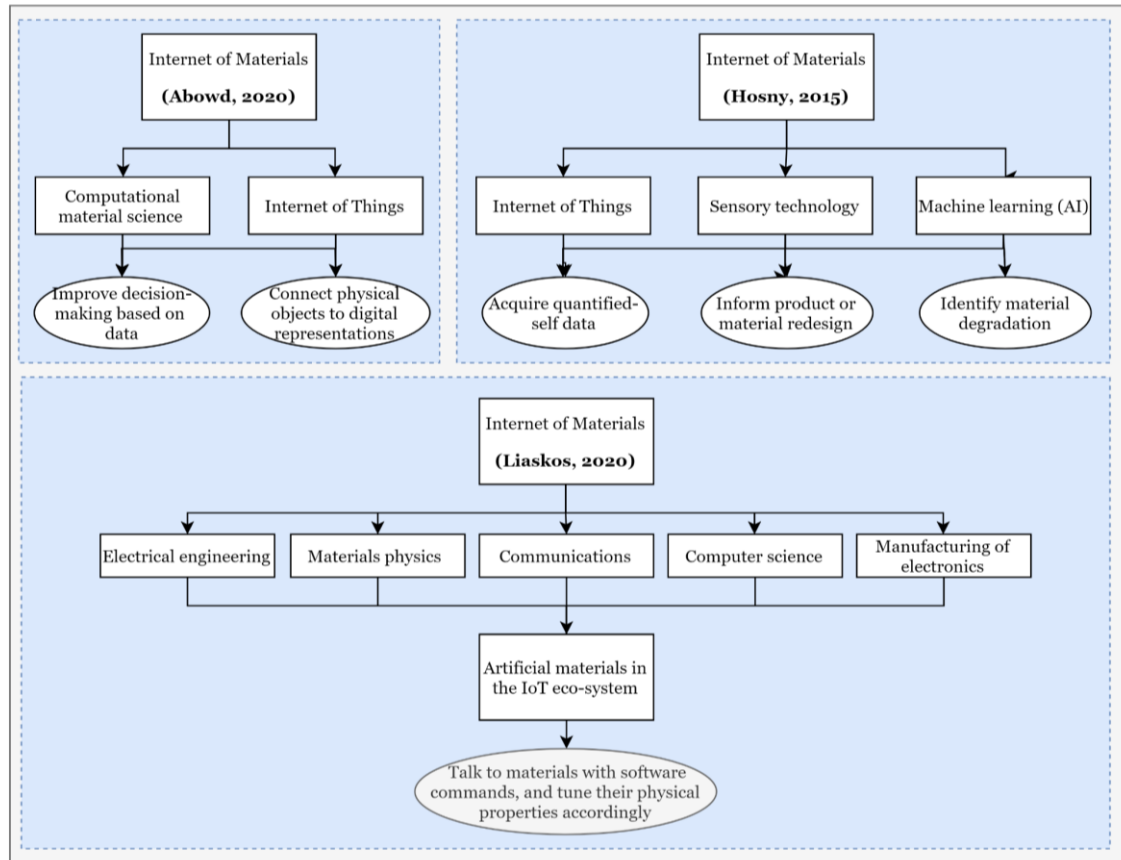 Internet of Materials
(Abowd, 2020)
Computational
material science
Internet of Things
Improve decision-
making based on
data
Connect physical
objects to digital
representations
Internet of Materials
(Hosny, 2015)
Internet of Things
Sensory technology
Machine learning (AI)
Acquire quantified-
self data
Inform product or
material redesign
Identify material
degradation
Internet of Materials
(Liaskos, 2020)
Electrical engineering
Materials physics
Communications
Computer science
Manufacturing of
electronics
Artificial materials in
the IoT eco-system
Talk to materials with software
commands, and tune their physical
properties accordingly